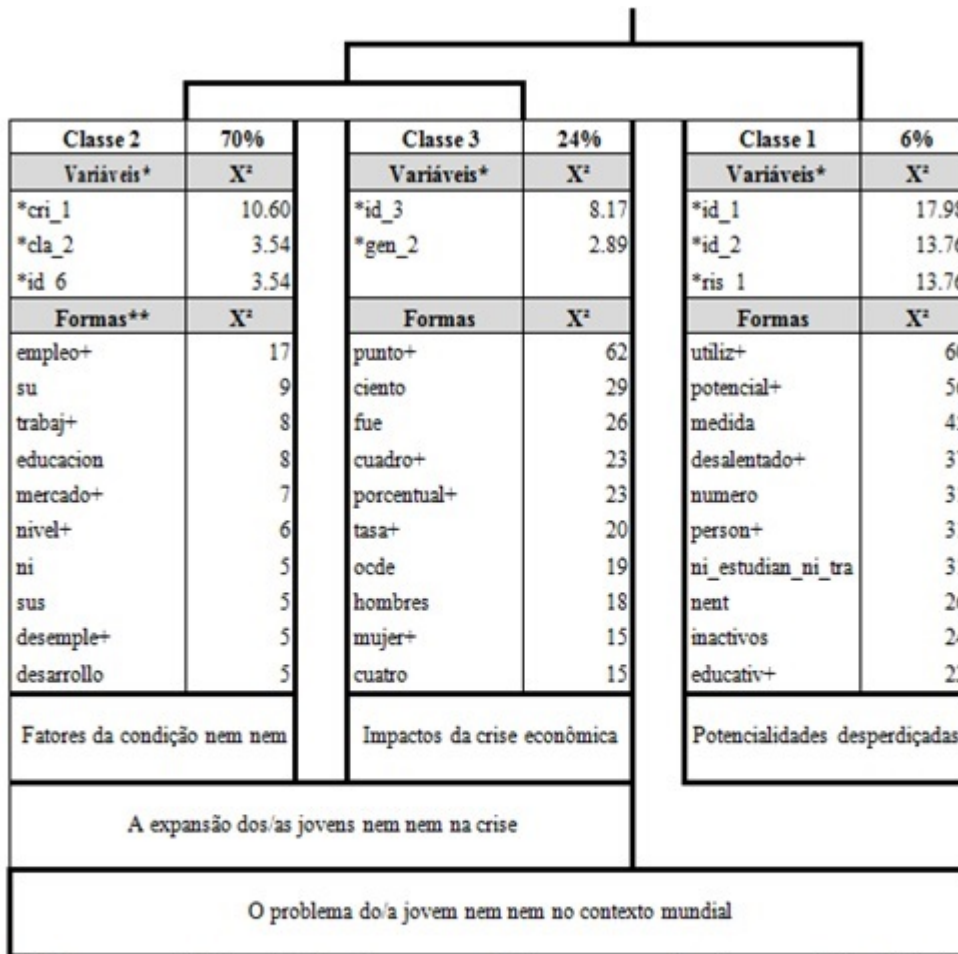 Classe 2 70% Classe 3 24% Classe 1 6%
Variáveis* X² Variáveis* X² Variáveis* X²
*cri_1 10.60 *id_3 8.17 *id_1 17.98
*cla_2 3.54 *gen_2 2.89 *id_2 13.76
*id_6 3.54 *ris_1 13.76
Formas** X² Formas X² Formas X²
empleo+ 17 punto+ 62 utiliz+
su 9 ciento 29 potencial+
trabaj+ 8 fue 26 medida
educacion 8 cuadro+ 23 desalentado+
mercado+ 7 porcentual+ 23 numero
nivel+ 6 tasa+ 20 person+
ni 5 ocde 19 ni_estudian_ni_tra
sus 5 hombres 18 nent
desemple+ 5 mujer+ 15 inactivos
desarrollo 5 cuatro 15 educativ+
Fatores da condição nem nem Impactos da crise econômica Potencialidades desperdiçadas
A expansão dos/as jovens nem nem na crise
O problema do/a jovem nem nem no contexto mundial